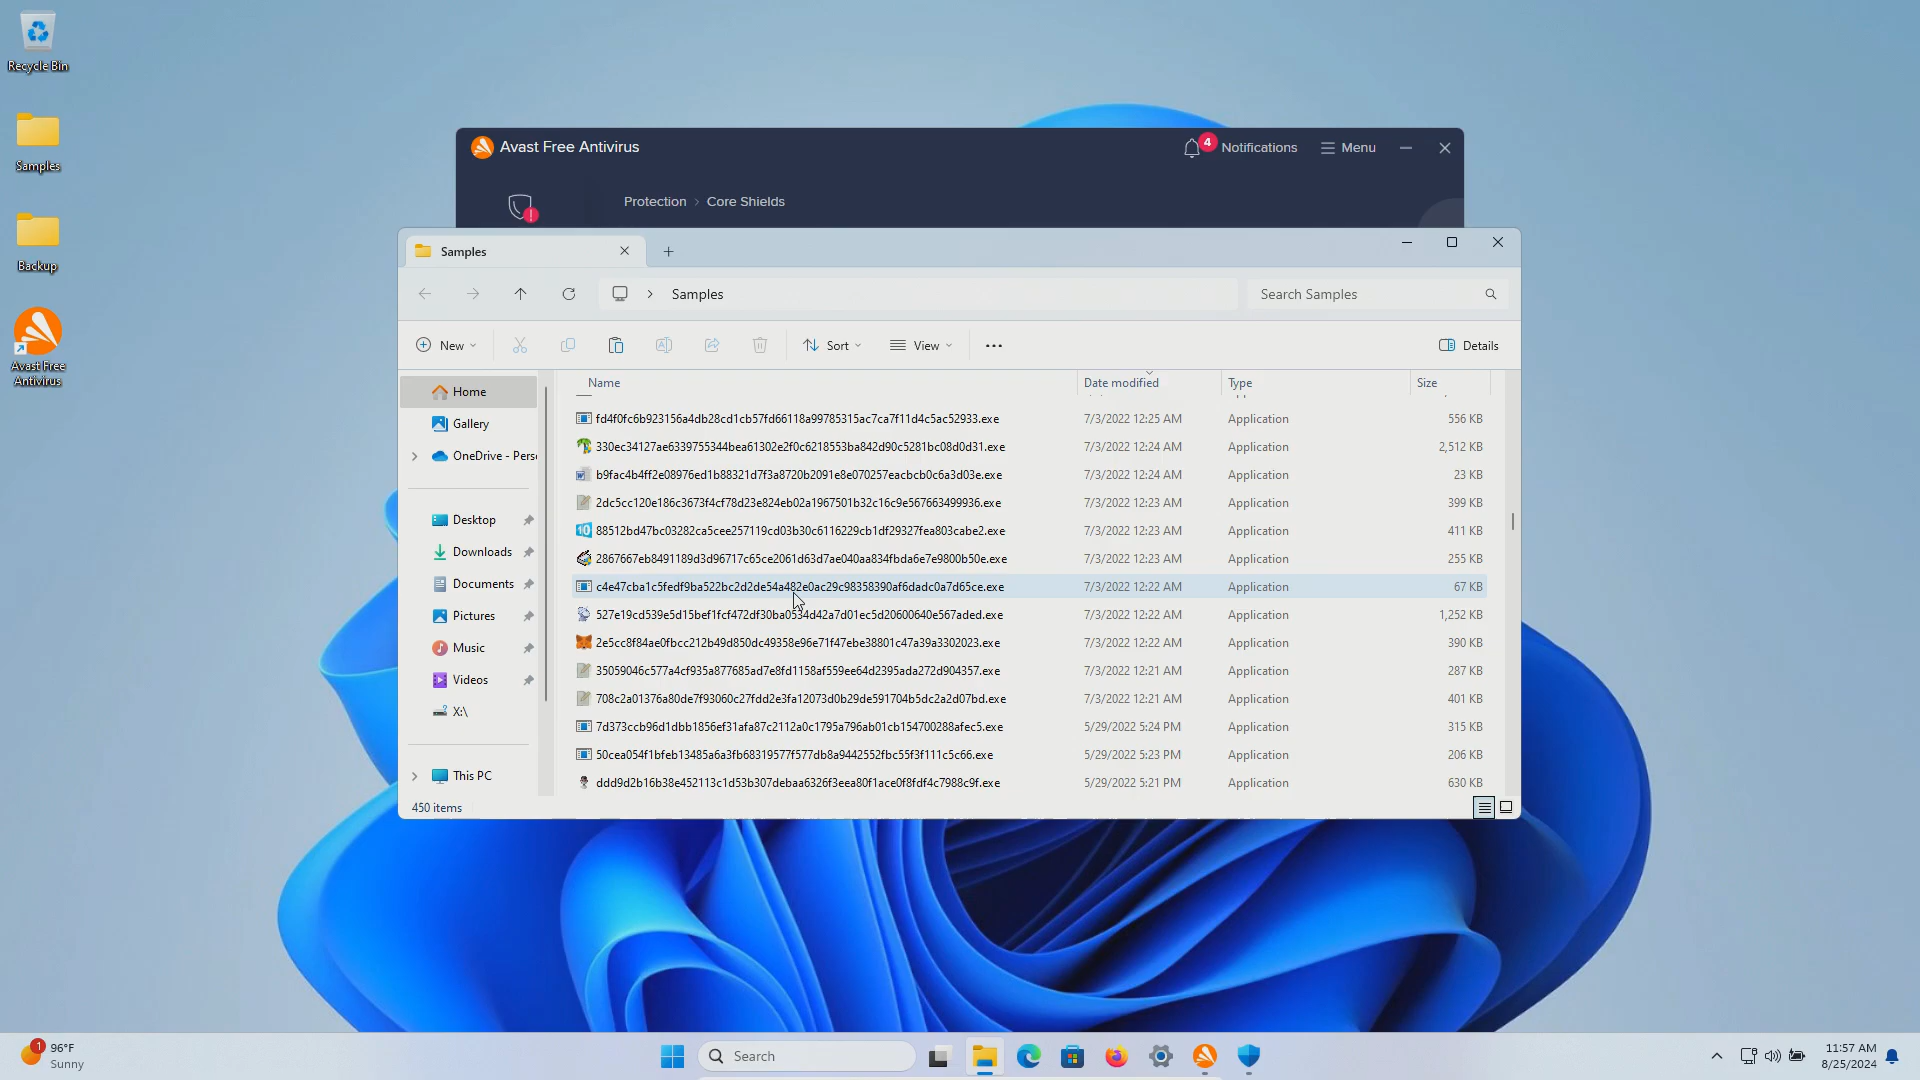 Recycle Bin
Samples
Backup
Avast Free
Antivirus
Avast Free Antivirus
4
Notifications
Menu
Protection > Core Shields
Samples
Samples
Search Samples
New
Sort
View
Details
Home
Gallery
OneDrive - Perso
Desktop
Downloads
Documents
Pictures
Music
Videos
X:\
This PC
Name Date modified Type Size
fd4f0fc6b923156a4db28cd1cb57fd66118a99785315ac7ca7f11d4c5ac52933.exe 7/3/2022 12:25 AM Application 556 KB
330ec34127ae6339755344bea61302e2f0c6218553ba842d90c5281bc08d0d31.exe 7/3/2022 12:24 AM Application 2,512 KB
b9fac4b4ff2e08976ed1b88321d7f3a8720b2091e8e070257eacbcb0c6a3d03e.exe 7/3/2022 12:24 AM Application 23 KB
2dc5cc120e186c3673f4cf78d23e824eb02a1967501b32c16c9e567663499936.exe 7/3/2022 12:23 AM Application 399 KB
88512bd47bc03282ca5cee257119cd03b30c6116229cb1df29327fea803cabe2.exe 7/3/2022 12:23 AM Application 411 KB
2867667eb8491189d3d96717c65ce2061d63d7ae040aa834fbda6e7e9800b50e.exe 7/3/2022 12:23 AM Application 255 KB
c4e47cba1c5fedf9ba522bc2d2de54a482e0ac29c98358390af6dadc0a7d65ce.exe 7/3/2022 12:22 AM Application 67 KB
527e19cd539e5d15bef1fcf472df30ba0534d42a7d01ec5d20600640e567aded.exe 7/3/2022 12:22 AM Application 1,252 KB
2e5cc8f84ae0fbcc212b49d850dc49358e96e71f47ebe38801c47a39a3302023.exe 7/3/2022 12:22 AM Application 390 KB
35059046c577a4cf935a877685ad7e8fd1158af559ee64d2395ada272d904357.exe 7/3/2022 12:21 AM Application 287 KB
708c2a01376a80de7f93060c27fdd2e3fa12073d0b29de591704b5dc2a2d07bd.exe 7/3/2022 12:21 AM Application 401 KB
7d373ccb96d1dbb1856ef31afa87c2112a0c1795a796ab01cb154700288afec5.exe 5/29/2022 5:24 PM Application 315 KB
50cea054f1bfeb13485a6a3fb68319577f577db8a9442552fbc55f3f111c5c66.exe 5/29/2022 5:23 PM Application 206 KB
ddd9d2b16b38e452113c1d53b307debaa6326f3eea80f1ace0f8fdf4c7988c9f.exe 5/29/2022 5:21 PM Application 630 KB
450 items
1
96°F
Sunny
Search
11:57 AM
8/25/2024